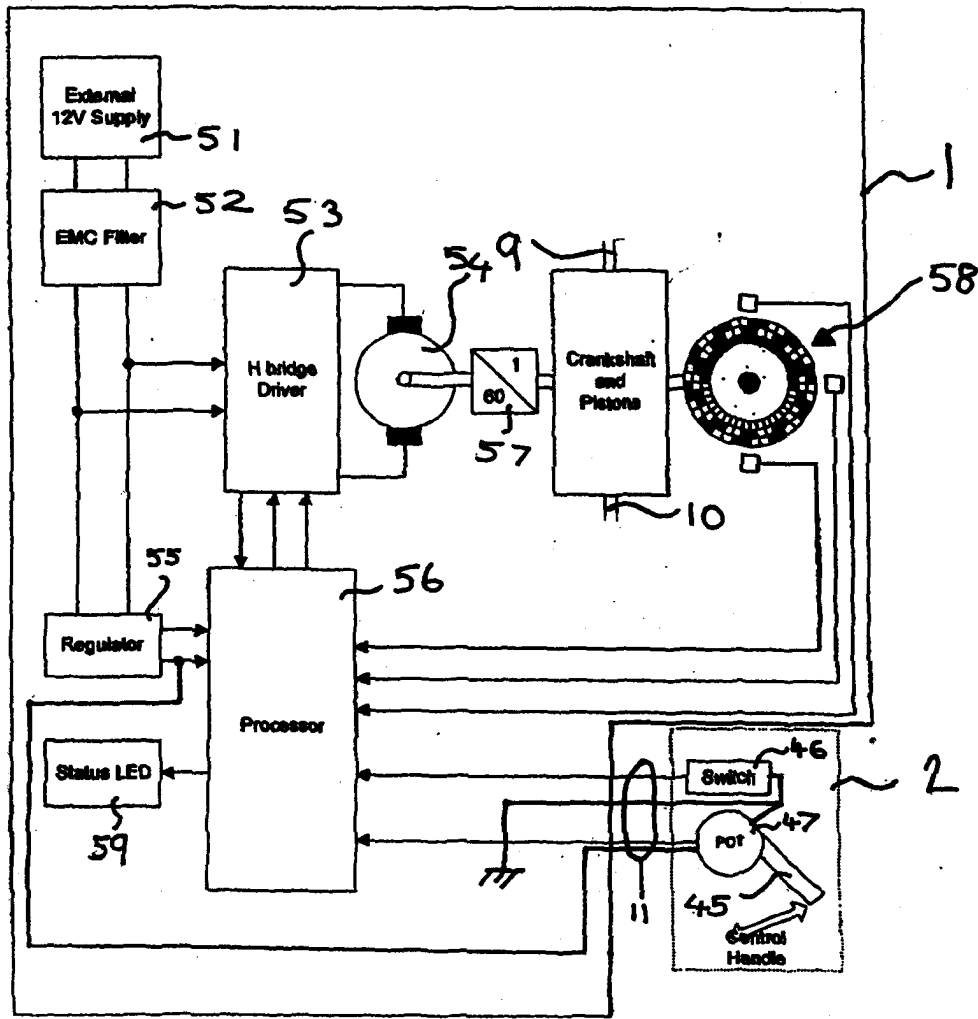 External
12V Supply
51
EMC Filter
52
53
H bridge
Driver
54
1
60
57
9
Crankshaft
and
Pistons
10
58
1
55
Regulator
56
Processor
Status LED
59
Switch
46
2
POT
47
45
11
Control
Handle